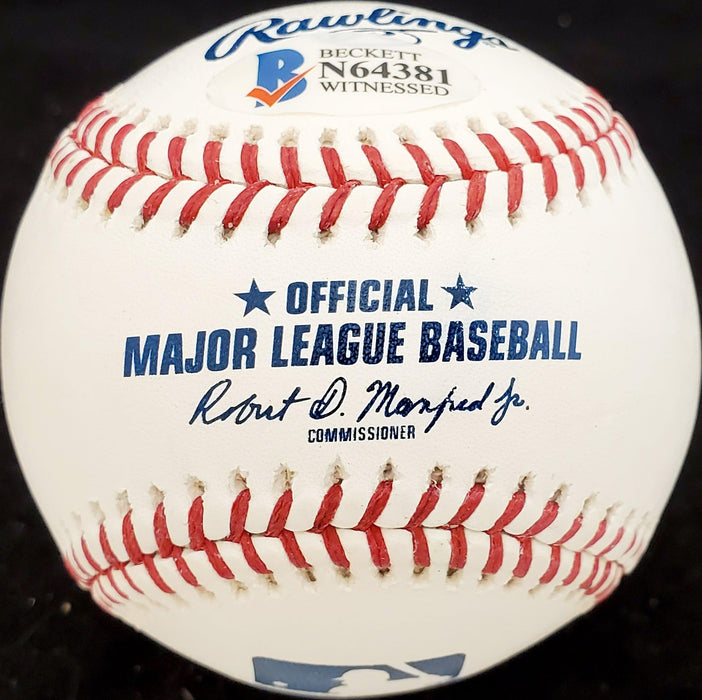 Rawlings
BECKETT
N64381
WITNESSED
★ OFFICIAL ★
MAJOR LEAGUE BASEBALL
Robert D. Manfred Jr.
COMMISSIONER